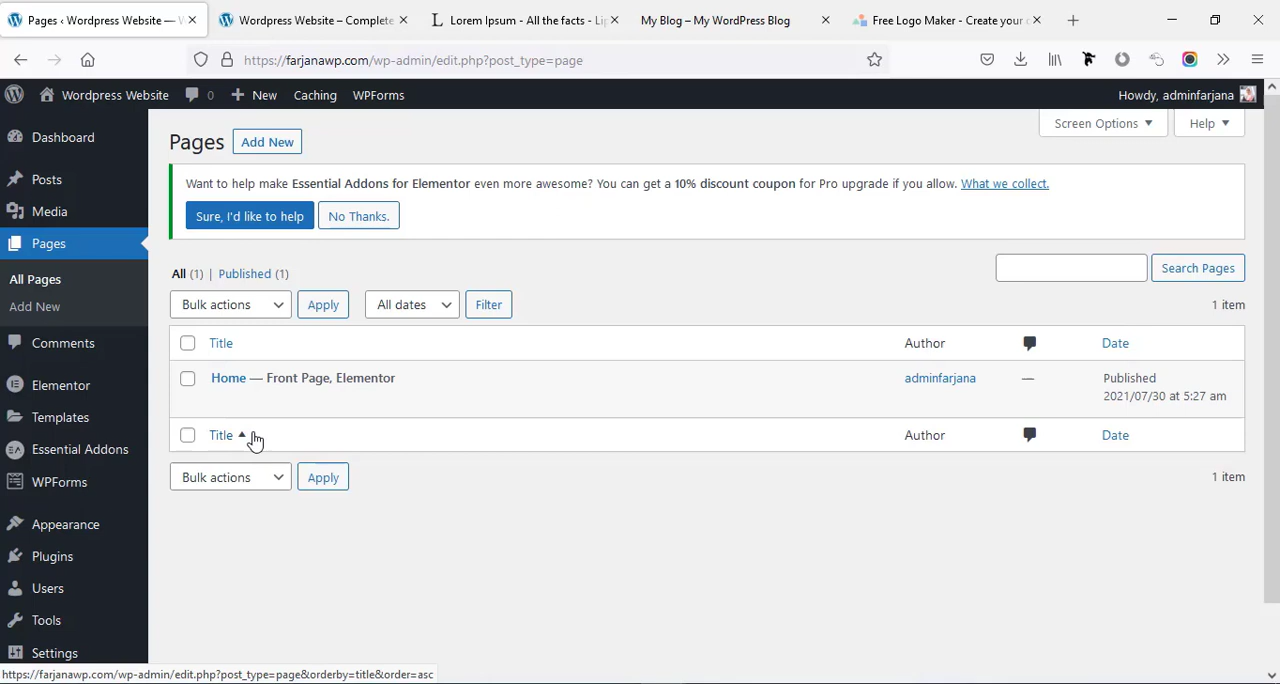 Pages ‹ Wordpress Website — W
Wordpress Website – Complete
Lorem Ipsum - All the facts - Li
My Blog – My WordPress Blog
Free Logo Maker - Create your
https://farjanawp.com/wp-admin/edit.php?post_type=page
Wordpress Website
0
New
Caching
WPForms
Howdy, adminfarjana
Dashboard
Posts
Media
Pages
All Pages
Add New
Comments
Elementor
Templates
Essential Addons
WPForms
Appearance
Plugins
Users
Tools
Settings
Screen Options
Help
Pages
Add New
Want to help make Essential Addons for Elementor even more awesome? You can get a 10% discount coupon for Pro upgrade if you allow. What we collect.
Sure, I'd like to help
No Thanks.
All (1) | Published (1)
Search Pages
Bulk actions
Apply
All dates
Filter
1 item
Title
Author
Date
Home — Front Page, Elementor
adminfarjana
—
Published
2021/07/30 at 5:27 am
Title
Author
Date
Bulk actions
Apply
1 item
https://farjanawp.com/wp-admin/edit.php?post_type=page&orderby=title&order=asc